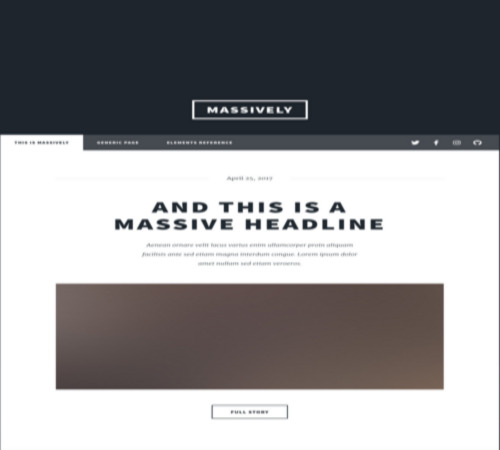 MASSIVELY
THIS IS MASSIVELY GENERIC PAGE ELEMENTS REFERENCE
April 25, 2017
AND THIS IS A
MASSIVE HEADLINE
Aenean ornare velit lacus varius enim ullamcorper proin aliquam
facilisis ante sed etiam magna interdum congue. Lorem ipsum dolor
amet nullam sed etiam veroeros.
FULL STORY